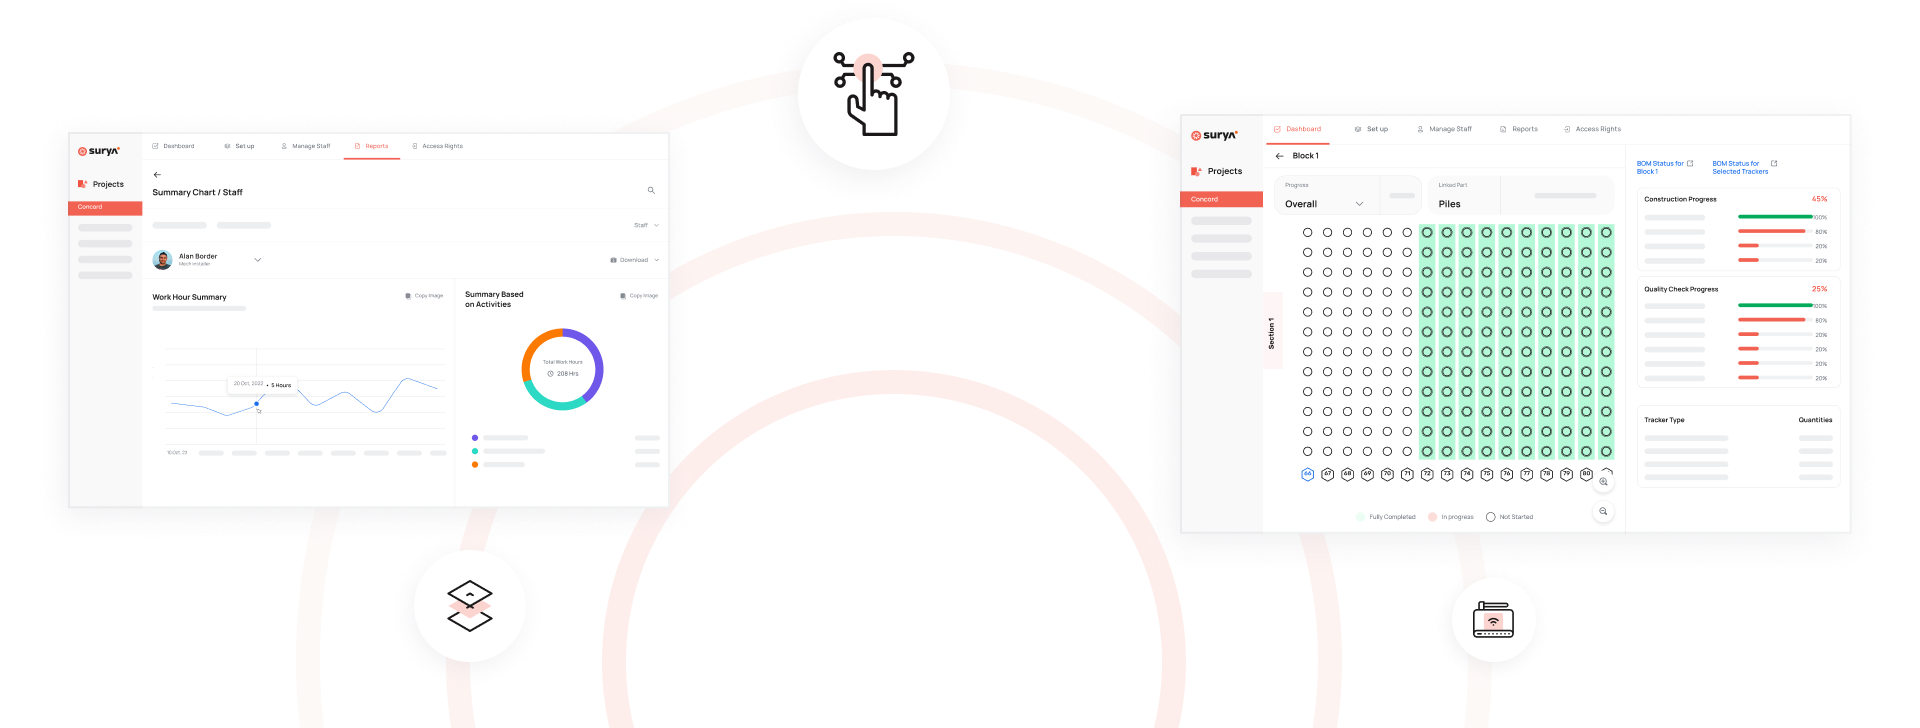 surya
Dashboard
Set up
Manage Staff
Reports
Access Rights
Projects
Concord
Summary Chart / Staff
Staff
Alan Border
Mech Installer
Download
Work Hour Summary
Copy Image
20 Oct, 2022 • 5 Hours
10 Oct, 22
Summary Based
on Activities
Copy Image
Total Work Hours
208 Hrs
surya
Dashboard
Set up
Manage Staff
Reports
Access Rights
Projects
Concord
Block 1
Progress
Overall
Linked Part
Piles
Section 1
66 67 68 69 70 71 72 73 74 75 76 77 78 79 80
Fully Completed
In progress
Not Started
BOM Status for
Block 1
BOM Status for
Selected Trackers
Construction Progress 45%
100%
80%
20%
20%
Quality Check Progress 25%
100%
80%
20%
20%
20%
20%
Tracker Type Quantities